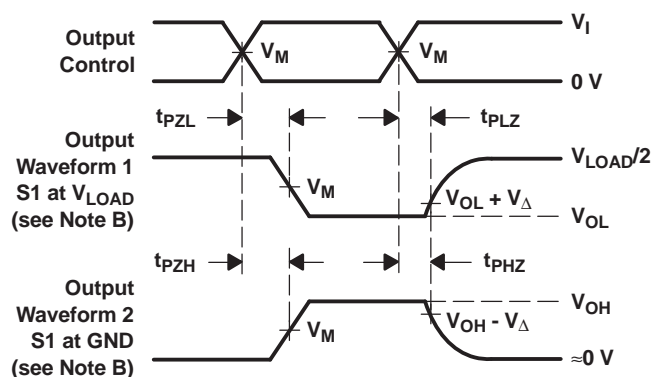 Output
Control
V_M
V_M
V_I
0 V
t_PZL
t_PLZ
Output
Waveform 1
S1 at V_LOAD
(see Note B)
V_M
V_LOAD/2
V_OL + V_Δ
V_OL
t_PZH
t_PHZ
Output
Waveform 2
S1 at GND
(see Note B)
V_M
V_OH
V_OH - V_Δ
≈0 V